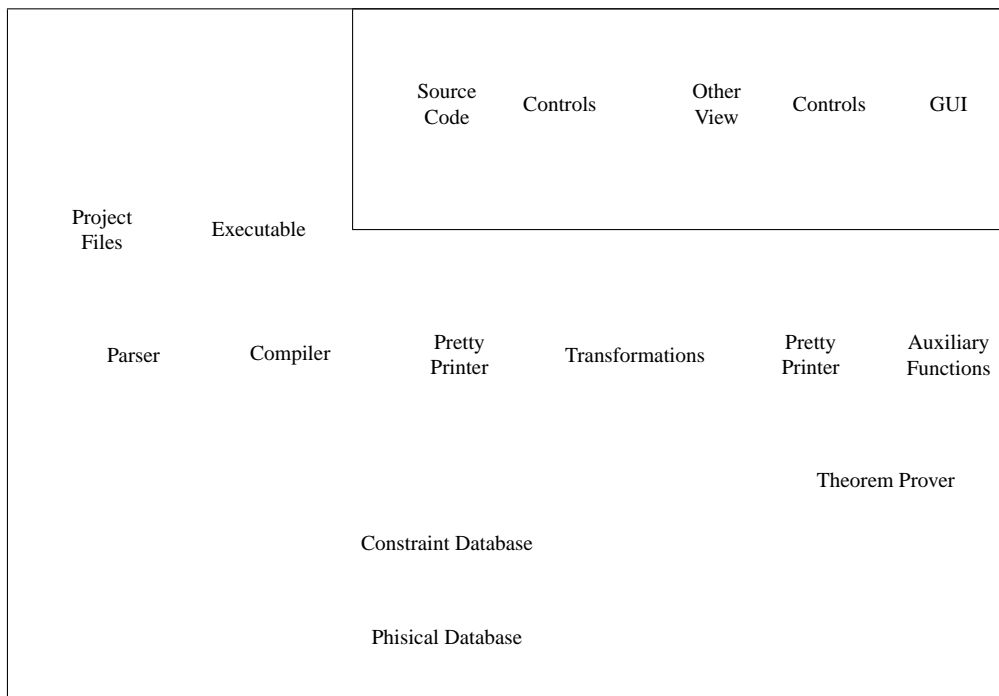 Source
Code
Controls
Other
View
Controls
GUI
Project
Files
Executable
Parser
Compiler
Pretty
Printer
Transformations
Pretty
Printer
Auxiliary
Functions
Theorem Prover
Constraint Database
Phisical Database